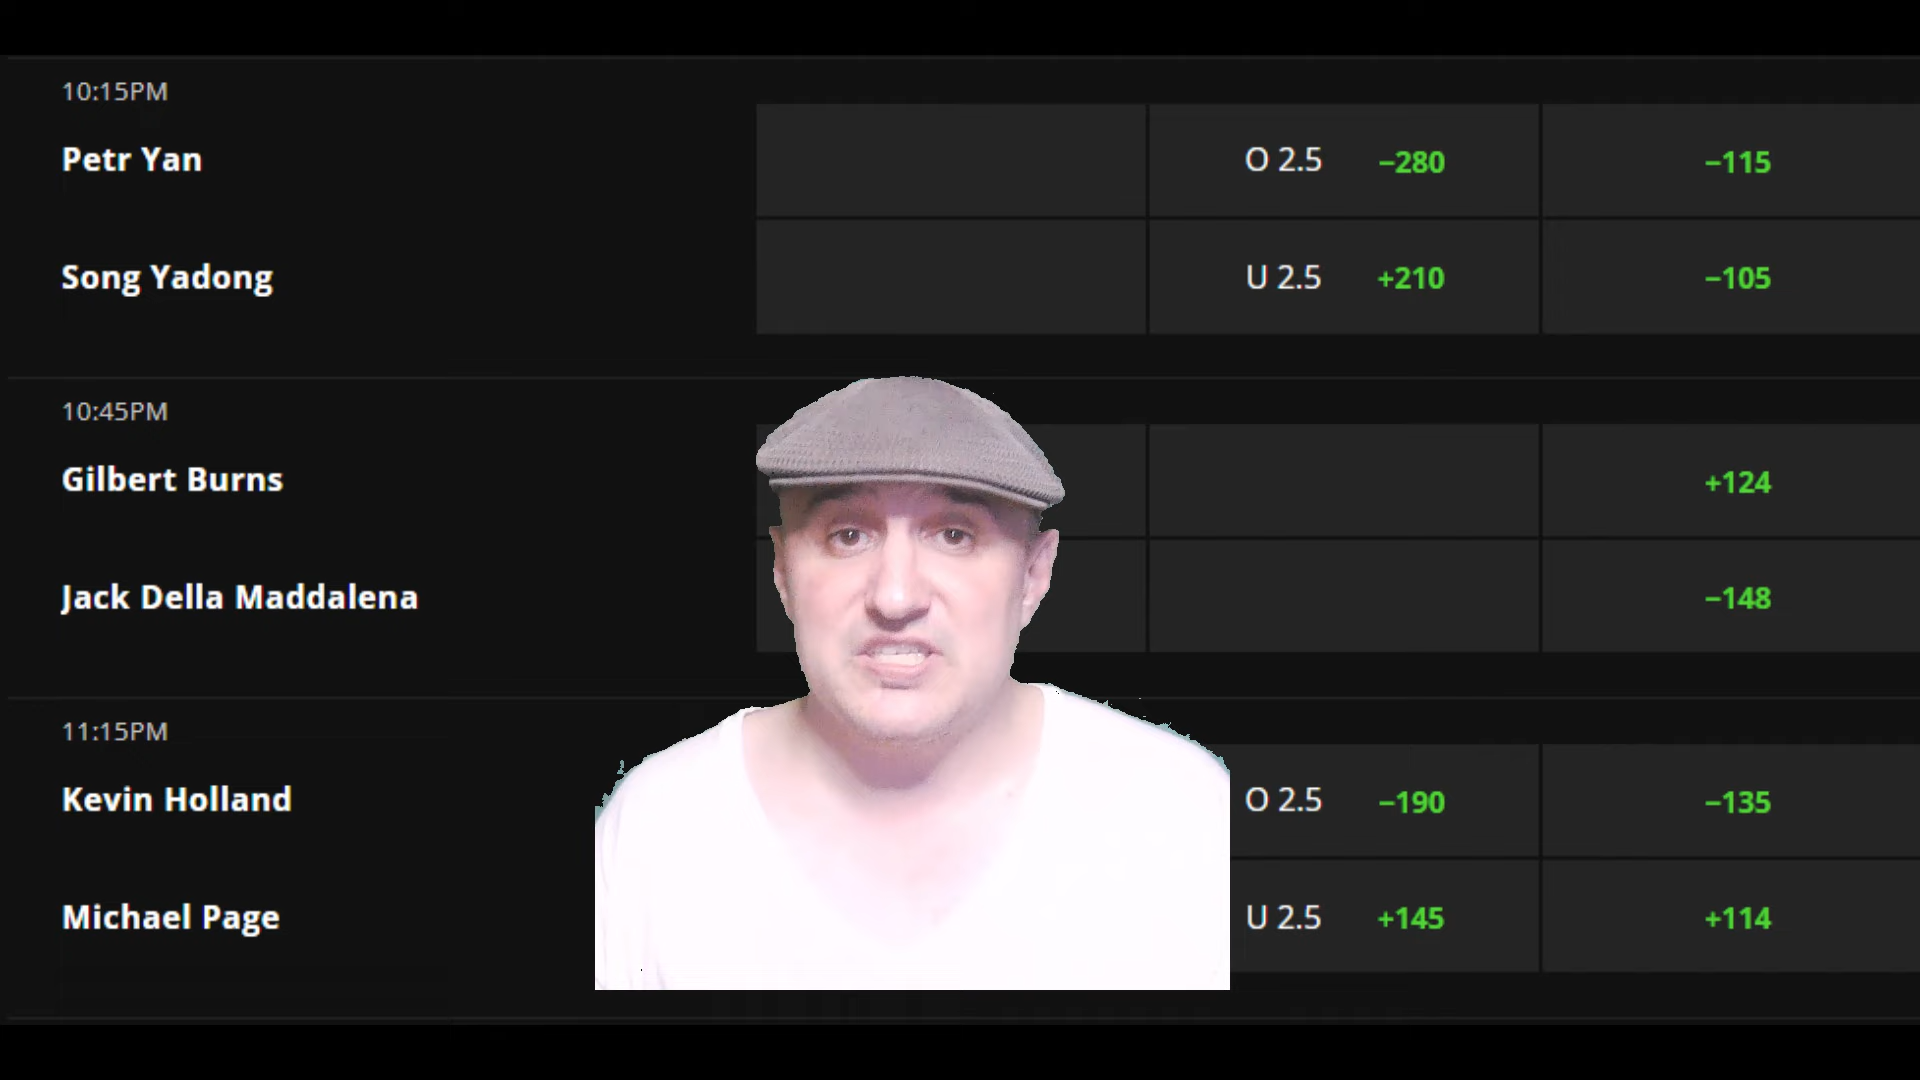 10:15PM
Petr Yan O 2.5 −280 −115
Song Yadong U 2.5 +210 −105
10:45PM
Gilbert Burns +124
Jack Della Maddalena −148
11:15PM
Kevin Holland O 2.5 −190 −135
Michael Page U 2.5 +145 +114